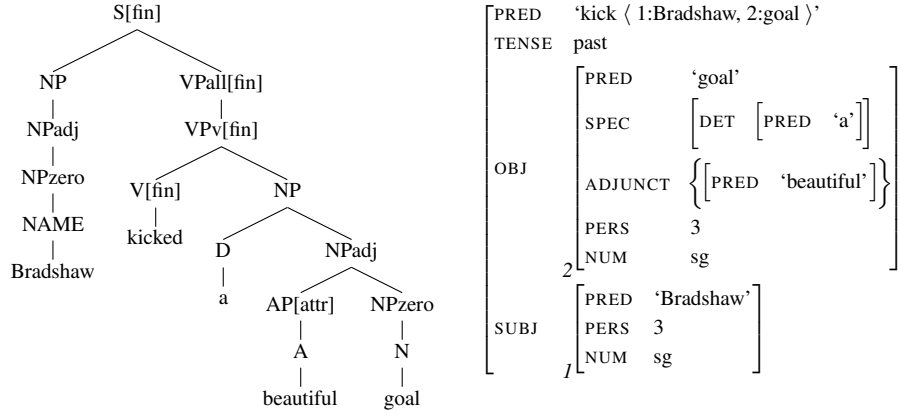 S[fin]
NP VPall[fin]
NPadj VPv[fin]
NPzero V[fin] NP
NAME kicked D NPadj
Bradshaw a AP[attr] NPzero
A N
beautiful goal
PRED ‘kick ⟨ 1:Bradshaw, 2:goal ⟩’
TENSE past
PRED ‘goal’
SPEC [DET [PRED ‘a’]]
OBJ ADJUNCT {[PRED ‘beautiful’]}
PERS 3
NUM sg
2
PRED ‘Bradshaw’
SUBJ PERS 3
NUM sg
1